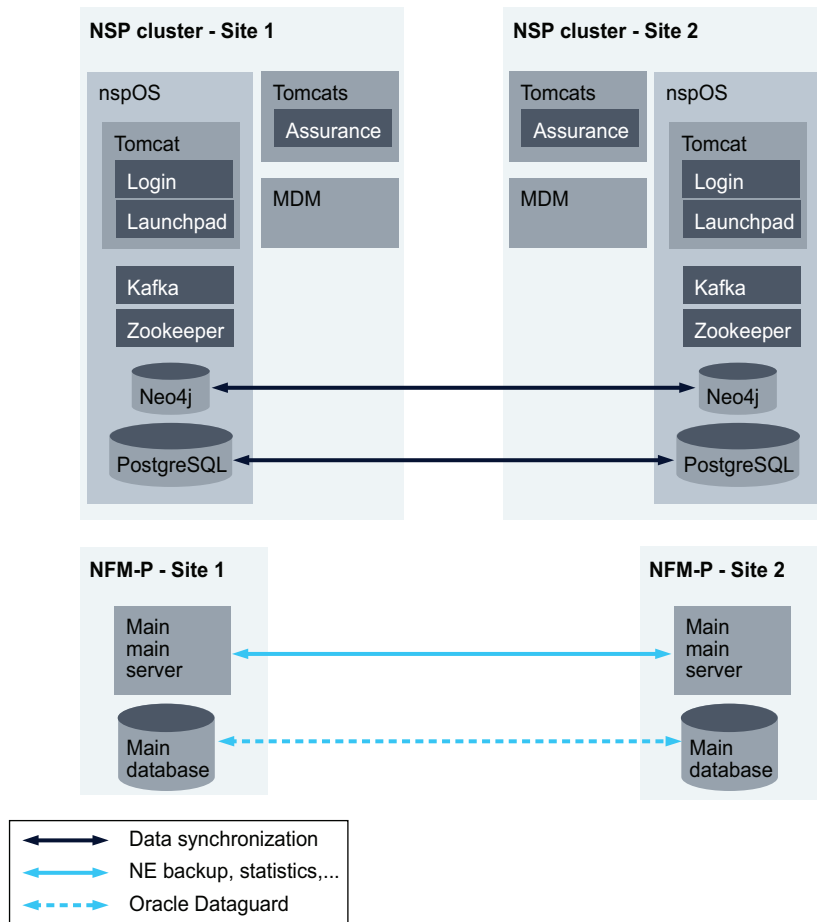 NSP cluster - Site 1
nspOS
Tomcat
Login
Launchpad
Kafka
Zookeeper
Neo4j
PostgreSQL
Tomcats
Assurance
MDM
NSP cluster - Site 2
Tomcats
Assurance
MDM
nspOS
Tomcat
Login
Launchpad
Kafka
Zookeeper
Neo4j
PostgreSQL
NFM-P - Site 1
Main
main
server
Main
database
NFM-P - Site 2
Main
main
server
Main
database
Data synchronization
NE backup, statistics,...
Oracle Dataguard